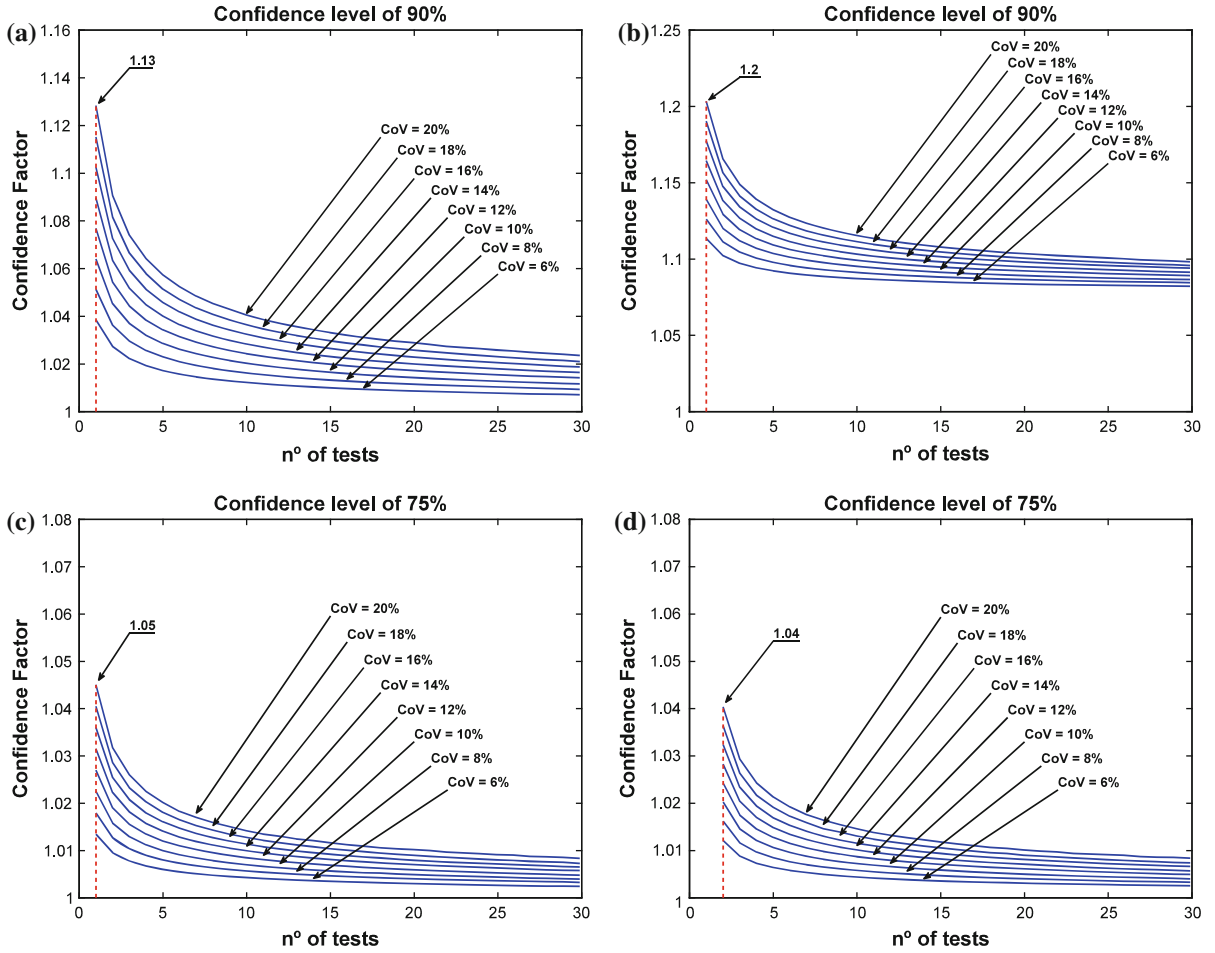 (a)
Confidence level of 90%
Confidence Factor
1.16
1.14
1.12
1.1
1.08
1.06
1.04
1.02
1
1.13
CoV = 20%
CoV = 18%
CoV = 16%
CoV = 14%
CoV = 12%
CoV = 10%
CoV = 8%
CoV = 6%
0 5 10 15 20 25 30
nº of tests
(b)
Confidence level of 90%
Confidence Factor
1.25
1.2
1.15
1.1
1.05
1
1.2
CoV = 20%
CoV = 18%
CoV = 16%
CoV = 14%
CoV = 12%
CoV = 10%
CoV = 8%
CoV = 6%
0 5 10 15 20 25 30
nº of tests
(c)
Confidence level of 75%
Confidence Factor
1.08
1.07
1.06
1.05
1.04
1.03
1.02
1.01
1
1.05
CoV = 20%
CoV = 18%
CoV = 16%
CoV = 14%
CoV = 12%
CoV = 10%
CoV = 8%
CoV = 6%
0 5 10 15 20 25 30
nº of tests
(d)
Confidence level of 75%
Confidence Factor
1.08
1.07
1.06
1.05
1.04
1.03
1.02
1.01
1
1.04
CoV = 20%
CoV = 18%
CoV = 16%
CoV = 14%
CoV = 12%
CoV = 10%
CoV = 8%
CoV = 6%
0 5 10 15 20 25 30
nº of tests